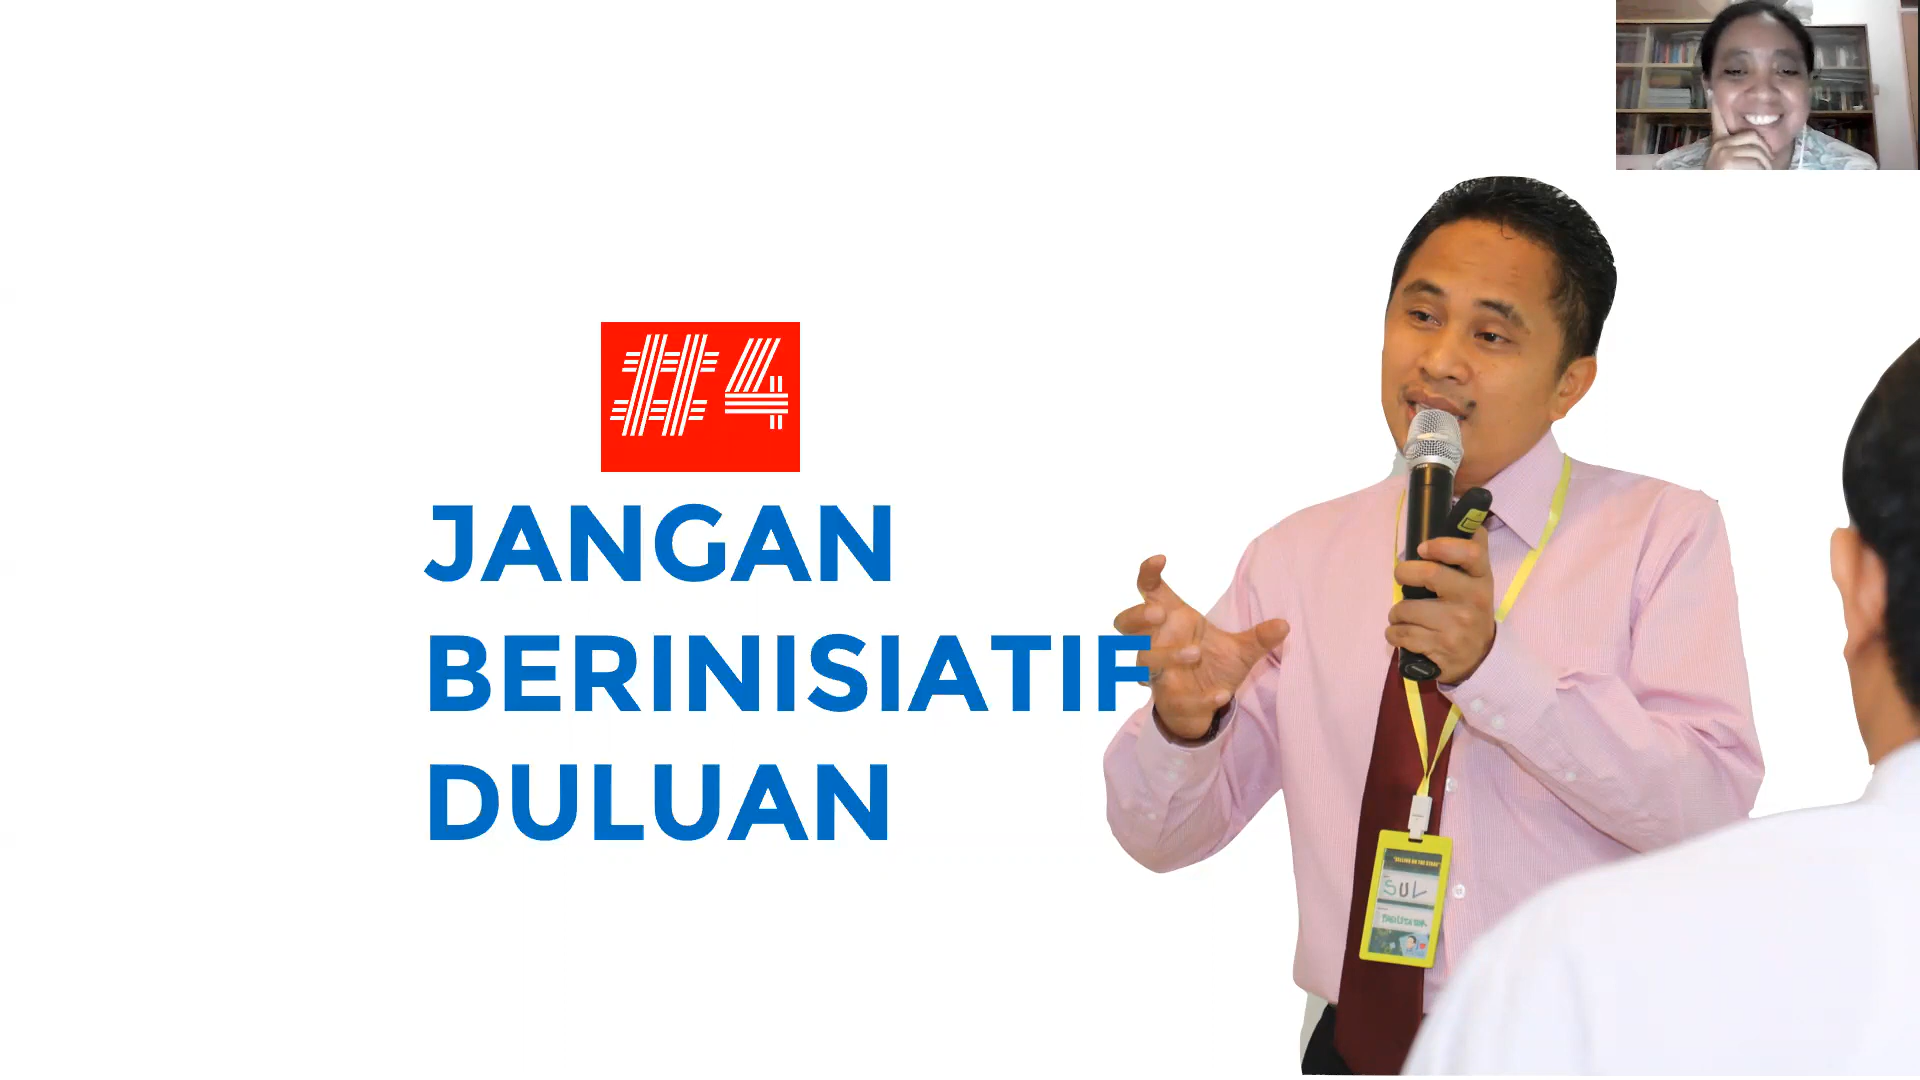 #4
JANGAN
BERINISIATIF
DULUAN
SUL